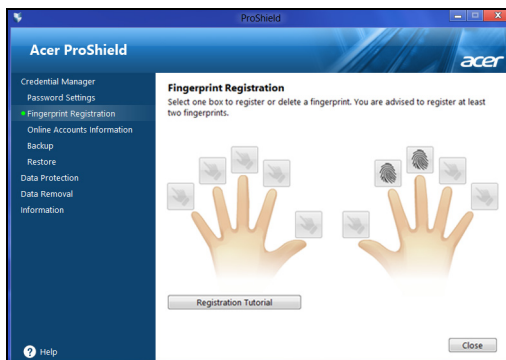 ProShield
Acer ProShield
acer
Credential Manager
Password Settings
Fingerprint Registration
Online Accounts Information
Backup
Restore
Data Protection
Data Removal
Information
Help
Fingerprint Registration
Select one box to register or delete a fingerprint. You are advised to register at least
two fingerprints.
Registration Tutorial
Close